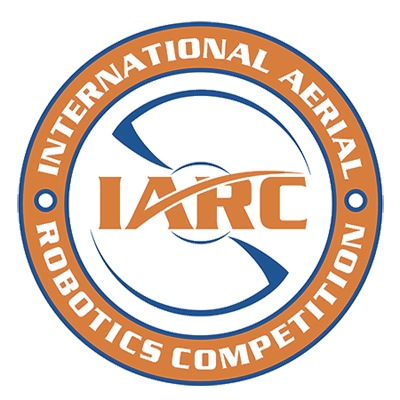 INTERNATIONAL AERIAL
IARC
ROBOTICS COMPETITION